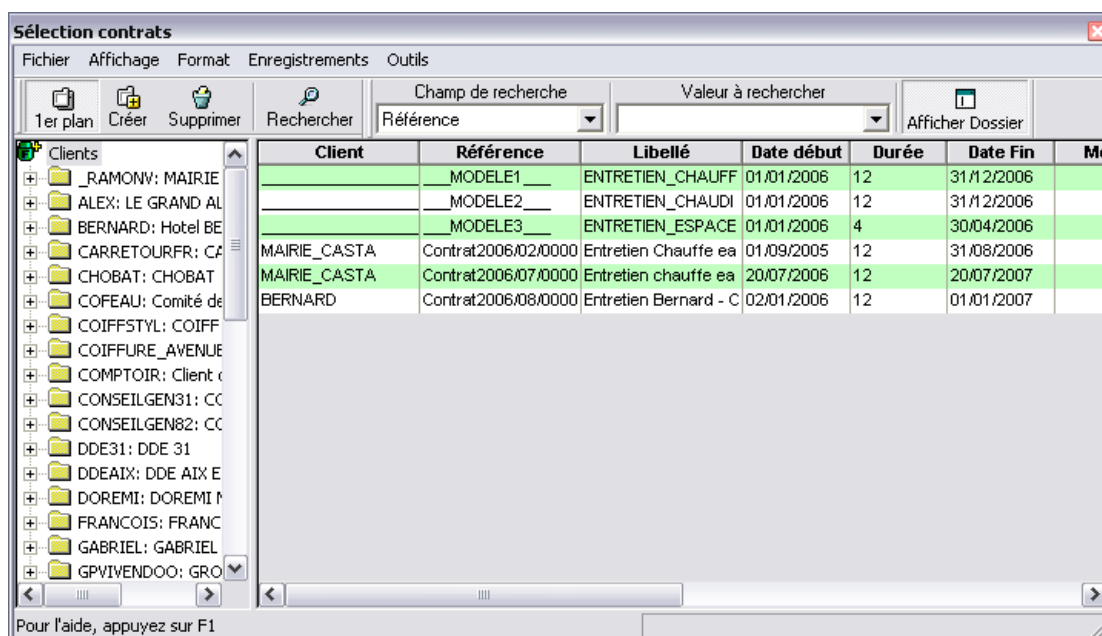 Sélection contrats
Fichier Affichage Format Enregistrements Outils
1er plan Créer Supprimer Rechercher Champ de recherche Référence Valeur à rechercher Afficher Dossier
Clients
_RAMONV: MAIRIE
ALEX: LE GRAND AL
BERNARD: Hotel BE
CARRETOURFR: CA
CHOBAT: CHOBAT
COFEAU: Comité de
COIFFSTYL: COIFF
COIFFURE_AVENUE
COMPTOIR: Client
CONSEILGEN31: CO
CONSEILGEN82: CO
DDE31: DDE 31
DDEAIX: DDE AIX E
DOREMI: DOREMI
FRANCOIS: FRANC
GABRIEL: GABRIEL
GPVIVENDOO: GRO
Client Référence Libellé Date début Durée Date Fin
___MODELE1___ ENTRETIEN_CHAUFF 01/01/2006 12 31/12/2006
___MODELE2___ ENTRETIEN_CHAUDI 01/01/2006 12 31/12/2006
___MODELE3___ ENTRETIEN_ESPACE 01/01/2006 4 30/04/2006
MAIRIE_CASTA Contrat2006/02/0000 Entretien Chauffe ea 01/09/2005 12 31/08/2006
MAIRIE_CASTA Contrat2006/07/0000 Entretien chauffe ea 20/07/2006 12 20/07/2007
BERNARD Contrat2006/08/0000 Entretien Bernard - C 02/01/2006 12 01/01/2007
Pour l'aide, appuyez sur F1